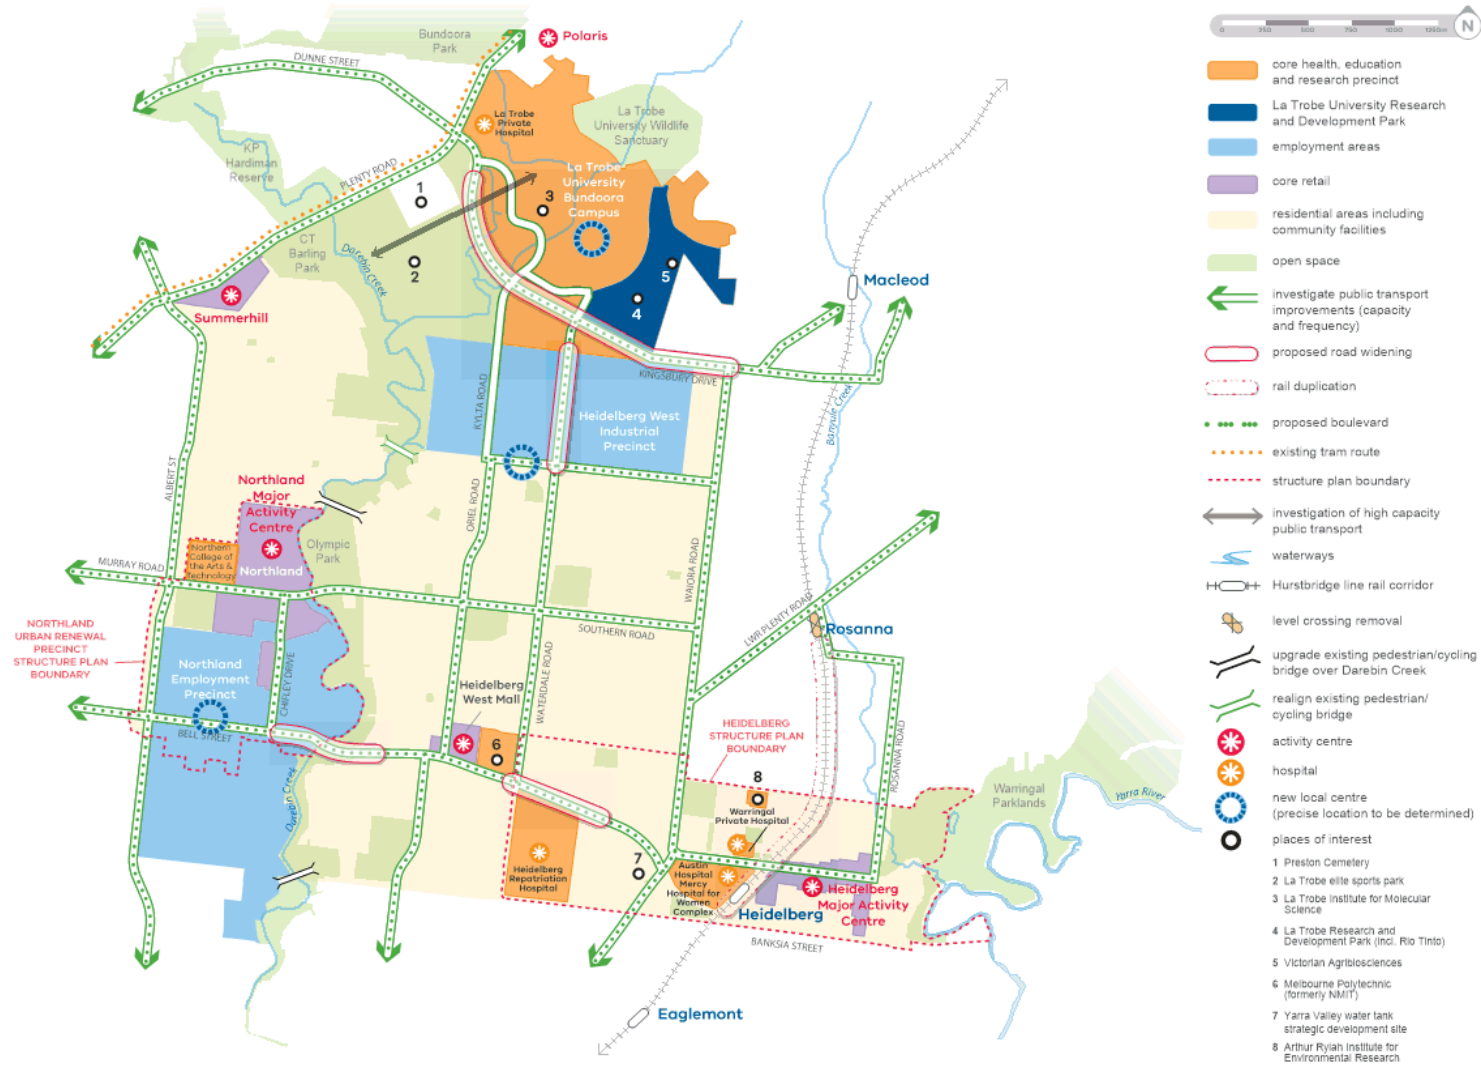 Bundoora
Park
Polaris
DUNNE STREET
La Trobe
Private
Hospital
La Trobe
University Wildlife
Sanctuary
KP
Hardiman
Reserve
PLENTY ROAD
1
La Trobe
University
Bundoora
Campus
3
CT
Barling
Park
Darebin Creek
2
5
4
Summerhill
Macleod
KINGSBURY DRIVE
KYLTA ROAD
Heidelberg West
Industrial
Precinct
Banyule Creek
ALBERT ST
Northland
Major
Activity
Centre
ORIEL ROAD
Olympic
Park
Northern
College of
the Arts &
Technology
Northland
MURRAY ROAD
WAIORA ROAD
NORTHLAND
URBAN RENEWAL
PRECINCT
STRUCTURE PLAN
BOUNDARY
SOUTHERN ROAD
LWR PLENTY ROAD
Rosanna
Northland
Employment
Precinct
CHIFLEY DRIVE
WATERDALE ROAD
Heidelberg
West Mall
BELL STREET
6
HEIDELBERG
STRUCTURE PLAN
BOUNDARY
ROSANNA ROAD
Darebin Creek
8
Warringal
Private Hospital
Warringal
Parklands
Yarra River
Heidelberg
Repatriation
Hospital
7
Austin
Hospital
Mercy
Hospital for
Women
Complex
Heidelberg
Heidelberg
Major Activity
Centre
BANKSIA STREET
Eaglemont
N
0 250 500 750 1000 1250m
core health, education
and research precinct
La Trobe University Research
and Development Park
employment areas
core retail
residential areas including
community facilities
open space
investigate public transport
improvements (capacity
and frequency)
proposed road widening
rail duplication
proposed boulevard
existing tram route
structure plan boundary
investigation of high capacity
public transport
waterways
Hurstbridge line rail corridor
level crossing removal
upgrade existing pedestrian/cycling
bridge over Darebin Creek
realign existing pedestrian/
cycling bridge
activity centre
hospital
new local centre
(precise location to be determined)
places of interest
1 Preston Cemetery
2 La Trobe elite sports park
3 La Trobe Institute for Molecular
Science
4 La Trobe Research and
Development Park (incl. Rio Tinto)
5 Victorian Agribiosciences
6 Melbourne Polytechnic
(formerly NMIT)
7 Yarra Valley water tank
strategic development site
8 Arthur Rylah Institute for
Environmental Research